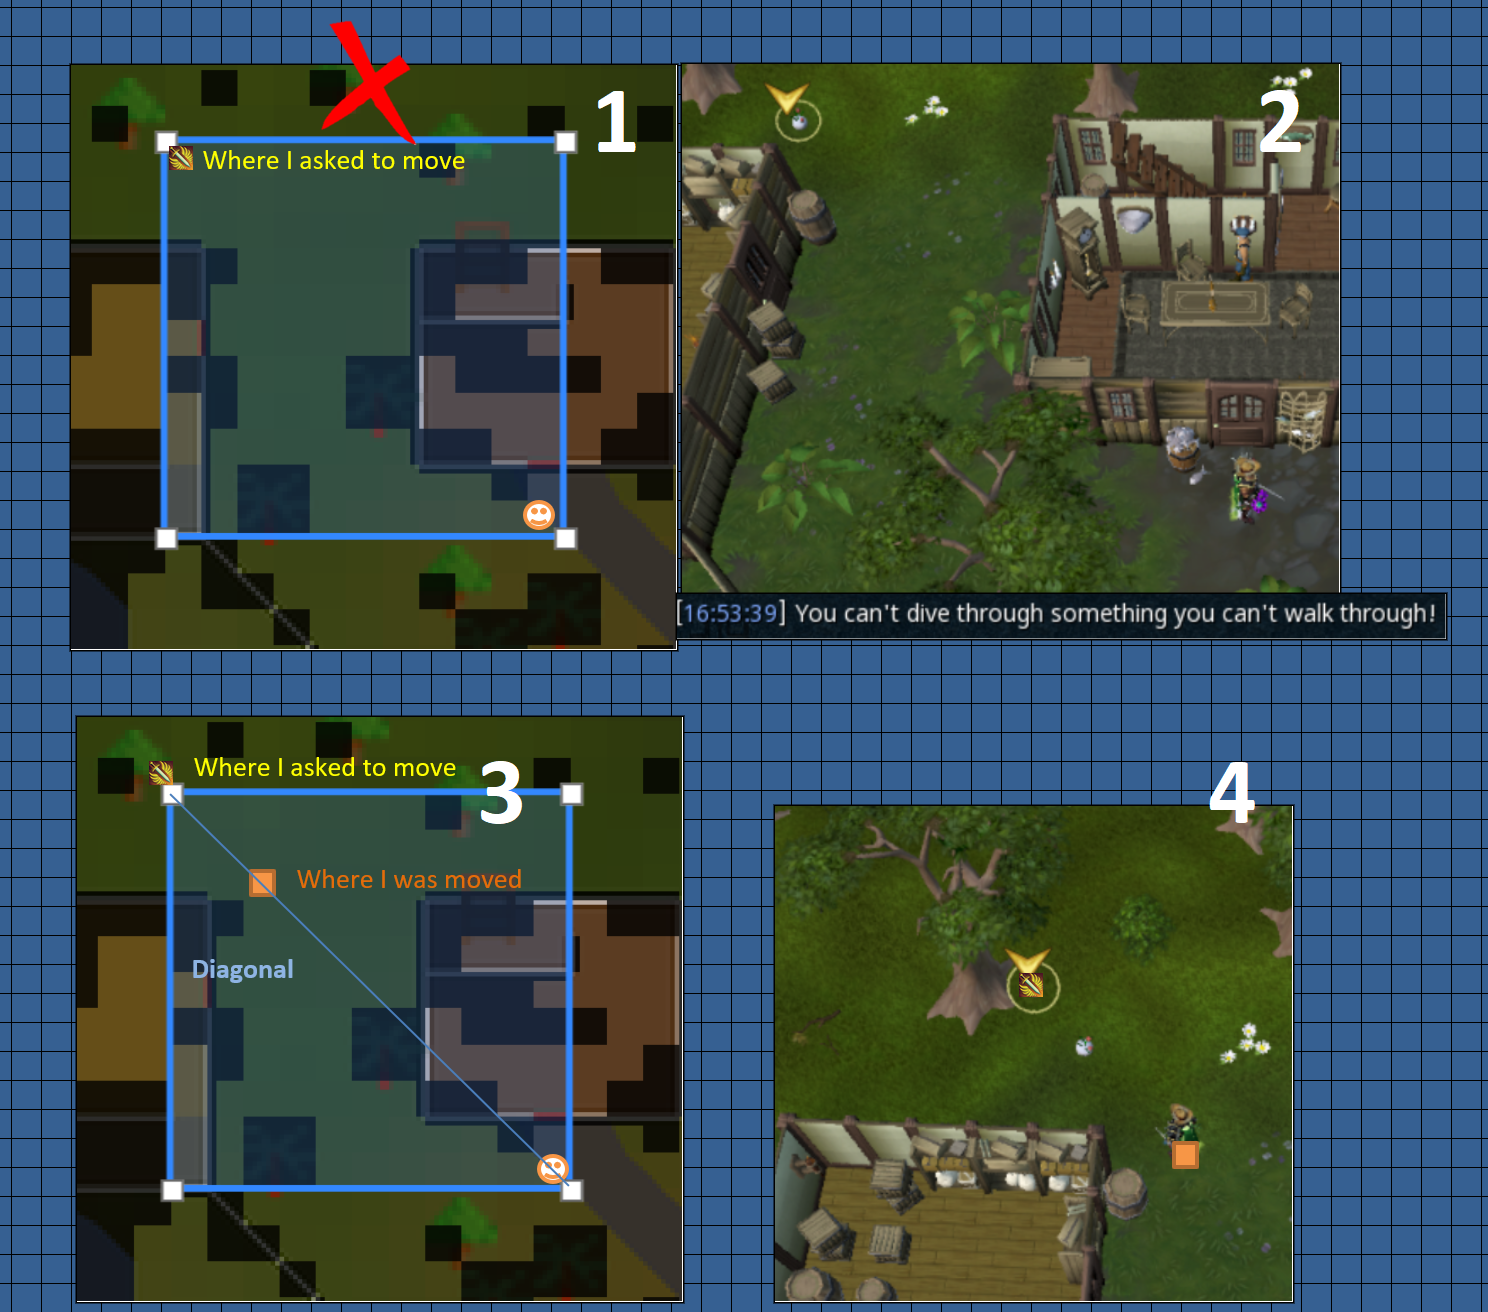 1
Where I asked to move
2
[16:53:39] You can't dive through something you can't walk through!
3
Where I asked to move
Where I was moved
Diagonal
4